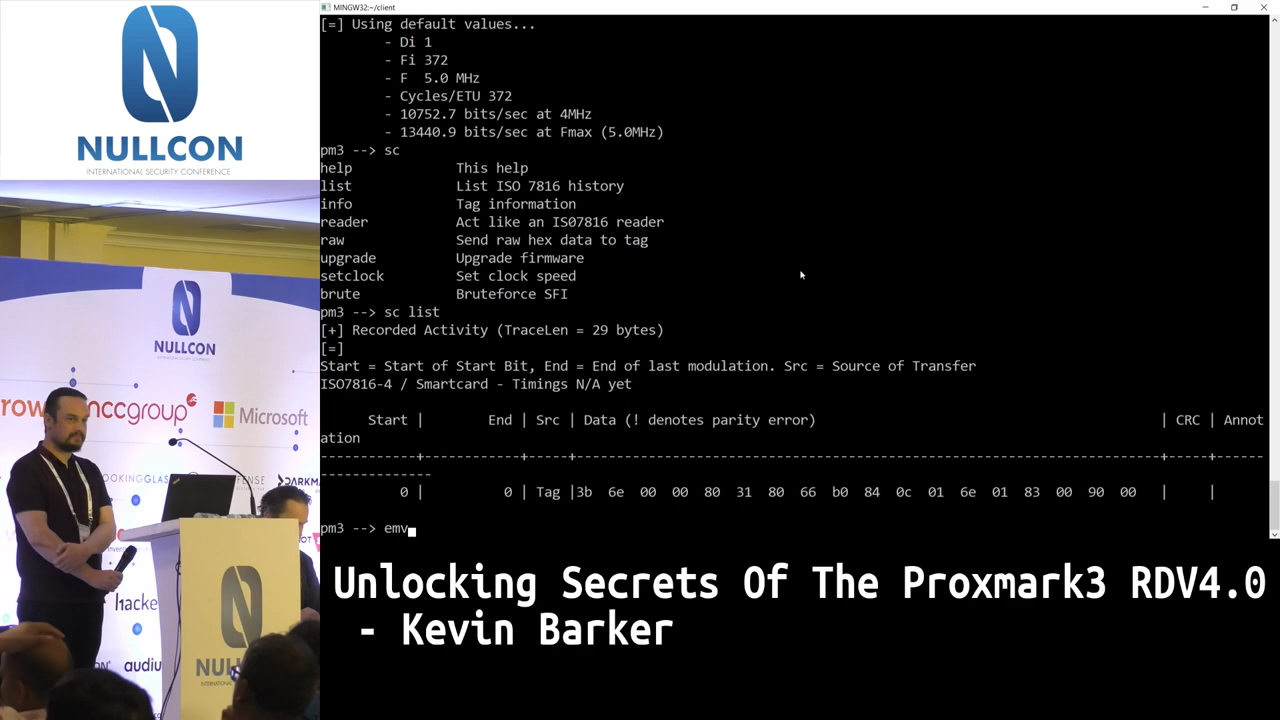 NULLCON
INTERNATIONAL SECURITY CONFERENCE
MINGW32:~/client
[=] Using default values...
- Di 1
- Fi 372
- F 5.0 MHz
- Cycles/ETU 372
- 10752.7 bits/sec at 4MHz
- 13440.9 bits/sec at Fmax (5.0MHz)
pm3 --> sc
help This help
list List ISO 7816 history
info Tag information
reader Act like an IS07816 reader
raw Send raw hex data to tag
upgrade Upgrade firmware
setclock Set clock speed
brute Bruteforce SFI
pm3 --> sc list
[+] Recorded Activity (TraceLen = 29 bytes)
[=]
Start = Start of Start Bit, End = End of last modulation. Src = Source of Transfer
ISO7816-4 / Smartcard - Timings N/A yet
Start | End | Src | Data (! denotes parity error) | CRC | Annot
ation
------------+------------+-----+-------------------------------------------------------------------------+-----+------
--------------
0 | 0 | Tag |3b 6e 00 00 80 31 80 66 b0 84 0c 01 6e 01 83 00 90 00 | |
pm3 --> emv
NULLCON
row
nccgroup
Microsoft
OOKINGGLAS
FENSE
DARKMA
hacke
audiu
NULL
Unlocking Secrets Of The Proxmark3 RDV4.0
- Kevin Barker